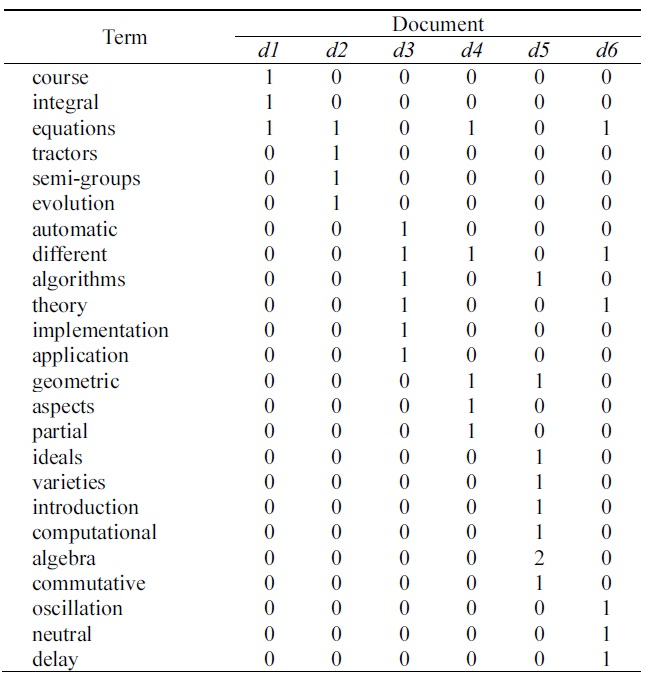 Term Document
d1 d2 d3 d4 d5 d6
course 1 0 0 0 0 0
integral 1 0 0 0 0 0
equations 1 1 0 1 0 1
tractors 0 1 0 0 0 0
semi-groups 0 1 0 0 0 0
evolution 0 1 0 0 0 0
automatic 0 0 1 0 0 0
different 0 0 1 1 0 1
algorithms 0 0 1 0 1 0
theory 0 0 1 0 0 1
implementation 0 0 1 0 0 0
application 0 0 1 0 0 0
geometric 0 0 0 1 1 0
aspects 0 0 0 1 0 0
partial 0 0 0 1 0 0
ideals 0 0 0 0 1 0
varieties 0 0 0 0 1 0
introduction 0 0 0 0 1 0
computational 0 0 0 0 1 0
algebra 0 0 0 0 2 0
commutative 0 0 0 0 1 0
oscillation 0 0 0 0 0 1
neutral 0 0 0 0 0 1
delay 0 0 0 0 0 1